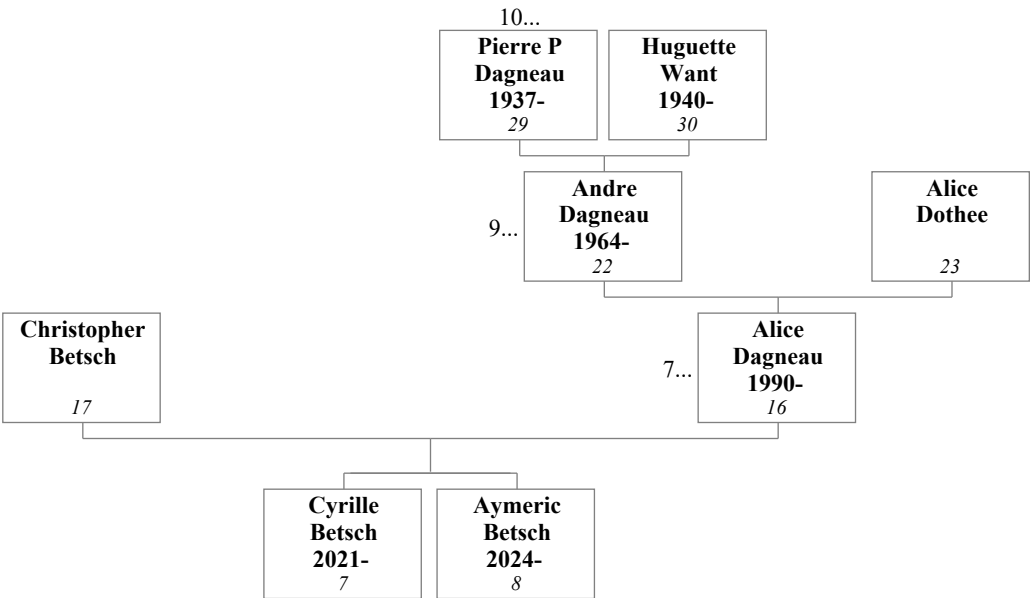 10...
Pierre P
Dagneau
1937-
29
Huguette
Want
1940-
30
9...
Andre
Dagneau
1964-
22
Alice
Dothee
23
Christopher
Betsch
17
7...
Alice
Dagneau
1990-
16
Cyrille
Betsch
2021-
7
Aymeric
Betsch
2024-
8